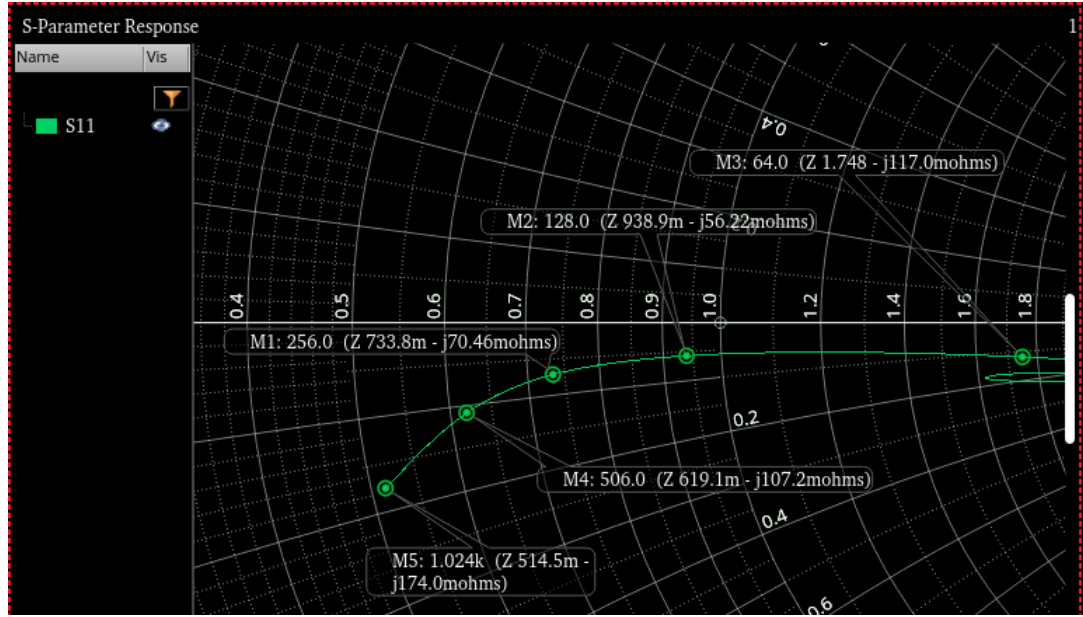 S-Parameter Response
1
Name
Vis
S11
0.4
M3: 64.0 (Z 1.748 - j117.0mohms)
M2: 128.0 (Z 938.9m - j56.22mohms)
0.4
0.5
0.6
0.7
0.8
0.9
1.0
1.2
1.4
1.6
1.8
M1: 256.0 (Z 733.8m - j70.46mohms)
0.2
M4: 506.0 (Z 619.1m - j107.2mohms)
0.4
M5: 1.024k (Z 514.5m -
j174.0mohms)
0.6